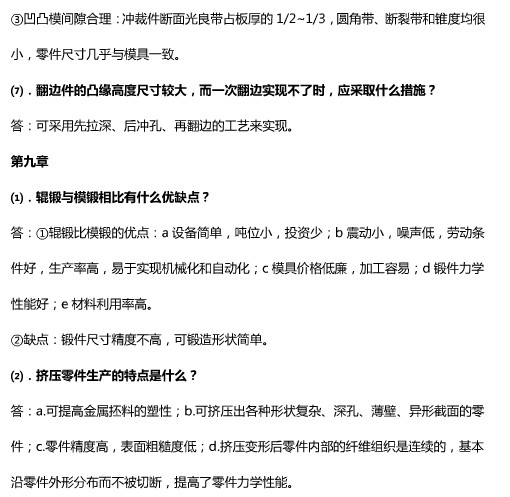 ③凹凸模间隙合理：冲裁件断面光良带占板厚的1/2~1/3，圆角带、断裂带和锥度均很
小，零件尺寸几乎与模具一致。
⑺．翻边件的凸缘高度尺寸较大，而一次翻边实现不了时，应采取什么措施？
答：可采用先拉深、后冲孔、再翻边的工艺来实现。
第九章
⑴．辊锻与模锻相比有什么优缺点？
答：①辊锻比模锻的优点：a 设备简单，吨位小，投资少；b 震动小，噪声低，劳动条
件好，生产率高，易于实现机械化和自动化；c 模具价格低廉，加工容易；d 锻件力学
性能好；e 材料利用率高。
②缺点：锻件尺寸精度不高，可锻造形状简单。
⑵．挤压零件生产的特点是什么？
答：a.可提高金属坯料的塑性；b.可挤压出各种形状复杂、深孔、薄壁、异形截面的零
件；c.零件精度高，表面粗糙度低；d.挤压变形后零件内部的纤维组织是连续的，基本
沿零件外形分布而不被切断，提高了零件力学性能。